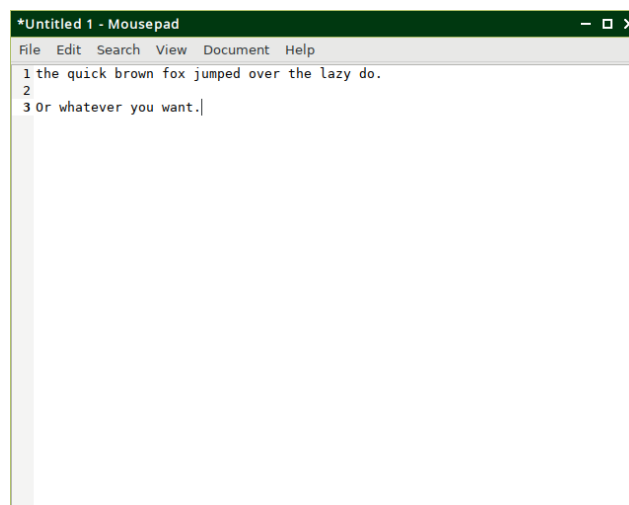 *Untitled 1 - Mousepad
File Edit Search View Document Help
1 the quick brown fox jumped over the lazy do.
2
3 Or whatever you want.